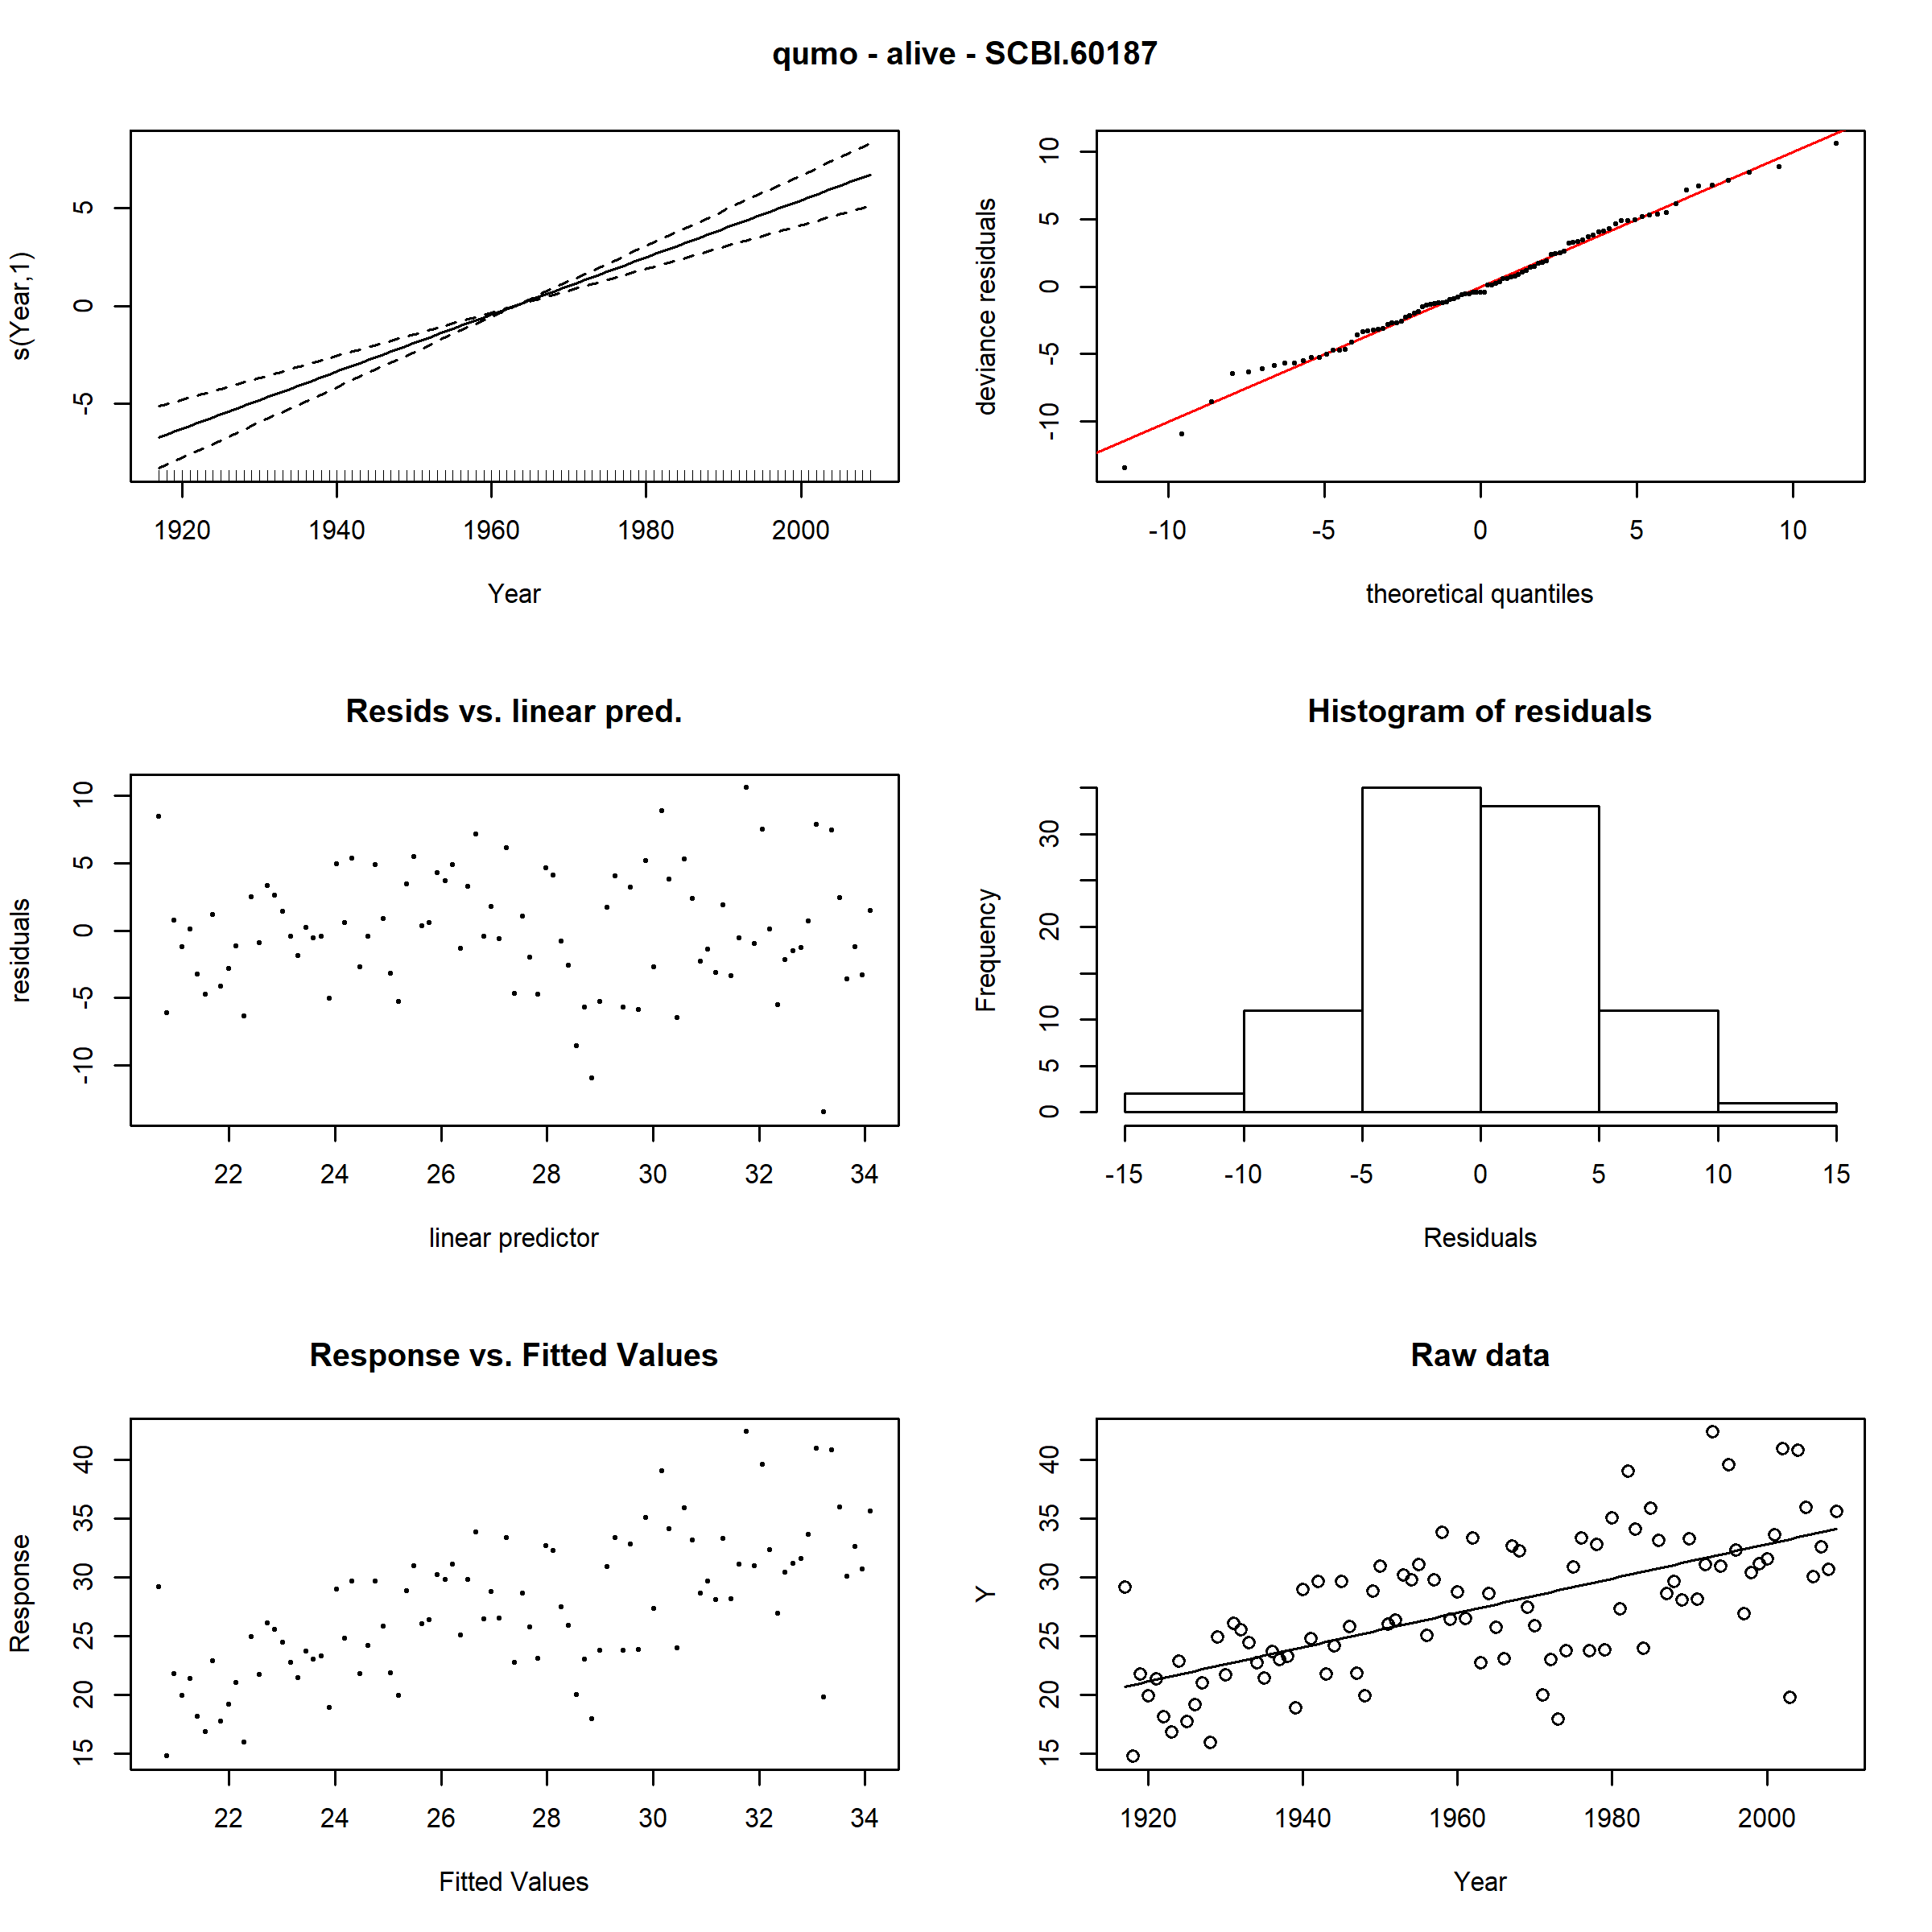 qumo - alive - SCBI.60187
s(Year,1)
5
0
-5
1920 1940 1960 1980 2000
Year
deviance residuals
10
5
0
-5
-10
-10 -5 0 5 10
theoretical quantiles
Resids vs. linear pred.
residuals
10
5
0
-5
-10
22 24 26 28 30 32 34
linear predictor
Histogram of residuals
Frequency
30
20
10
5
0
-15 -10 -5 0 5 10 15
Residuals
Response vs. Fitted Values
Response
40
35
30
25
20
15
22 24 26 28 30 32 34
Fitted Values
Raw data
Y
40
35
30
25
20
15
1920 1940 1960 1980 2000
Year